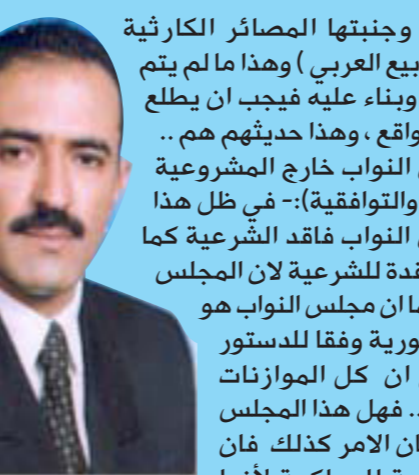 وجنبتها المصائر الكارثية
بيع العربي ) وهذا ما لم يتم
وبناء عليه فيجب ان يطلع
واقع ، وهذا حديثهم هم ..
النواب خارج المشروعية
والتوافقية):- في ظل هذا
النواب فاقد الشرعية كما
قدة للشرعية لان المجلس
ما ان مجلس النواب هو
ورية وفقا للدستور
ان كل الموازنات
.. فهل هذا المجلس
ان الامر كذلك فان